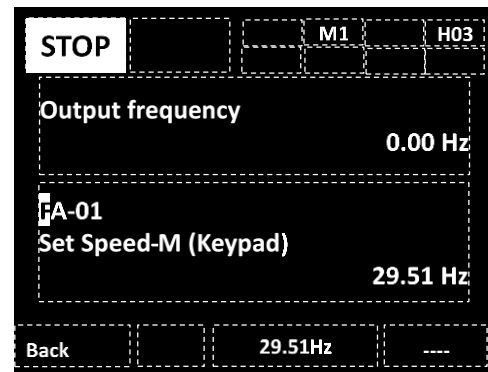 STOP M1 H03
Output frequency
0.00 Hz
FA-01
Set Speed-M (Keypad)
29.51 Hz
Back 29.51Hz ----